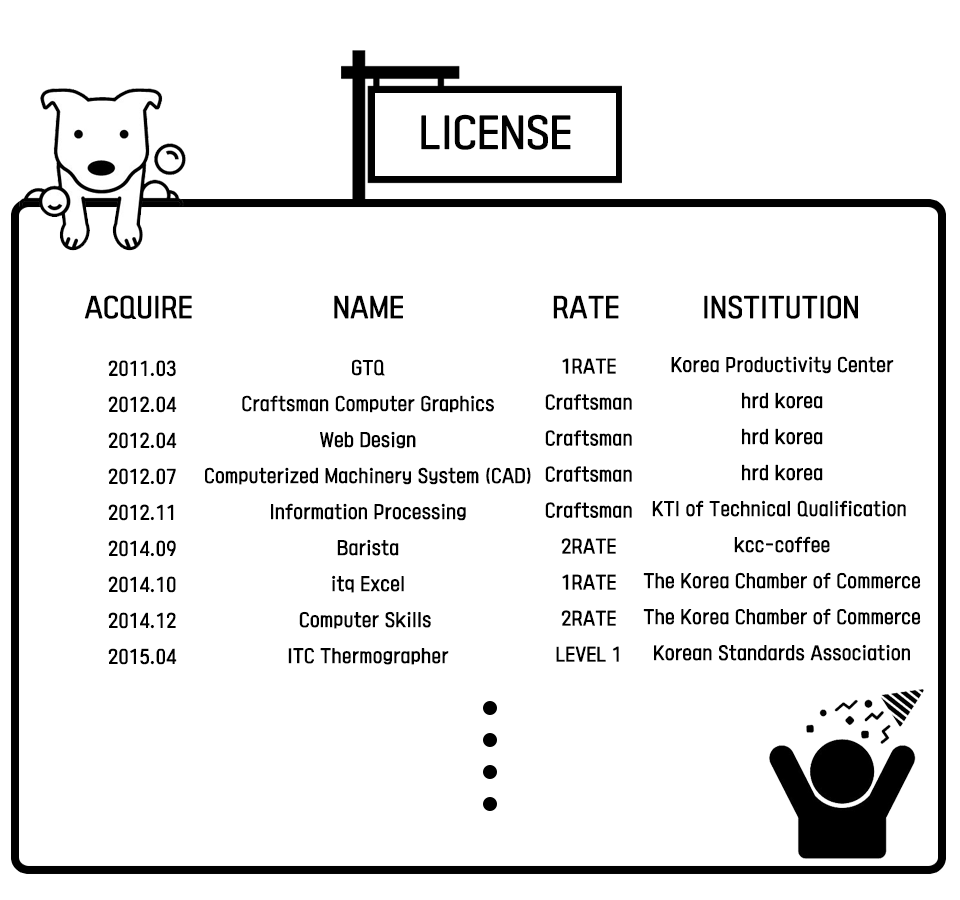 LICENSE
ACQUIRE NAME RATE INSTITUTION
2011.03 GTQ 1RATE Korea Productivity Center
2012.04 Craftsman Computer Graphics Craftsman hrd korea
2012.04 Web Design Craftsman hrd korea
2012.07 Computerized Machinery System (CAD) Craftsman hrd korea
2012.11 Information Processing Craftsman KTI of Technical Qualification
2014.09 Barista 2RATE kcc-coffee
2014.10 itq Excel 1RATE The Korea Chamber of Commerce
2014.12 Computer Skills 2RATE The Korea Chamber of Commerce
2015.04 ITC Thermographer LEVEL 1 Korean Standards Association